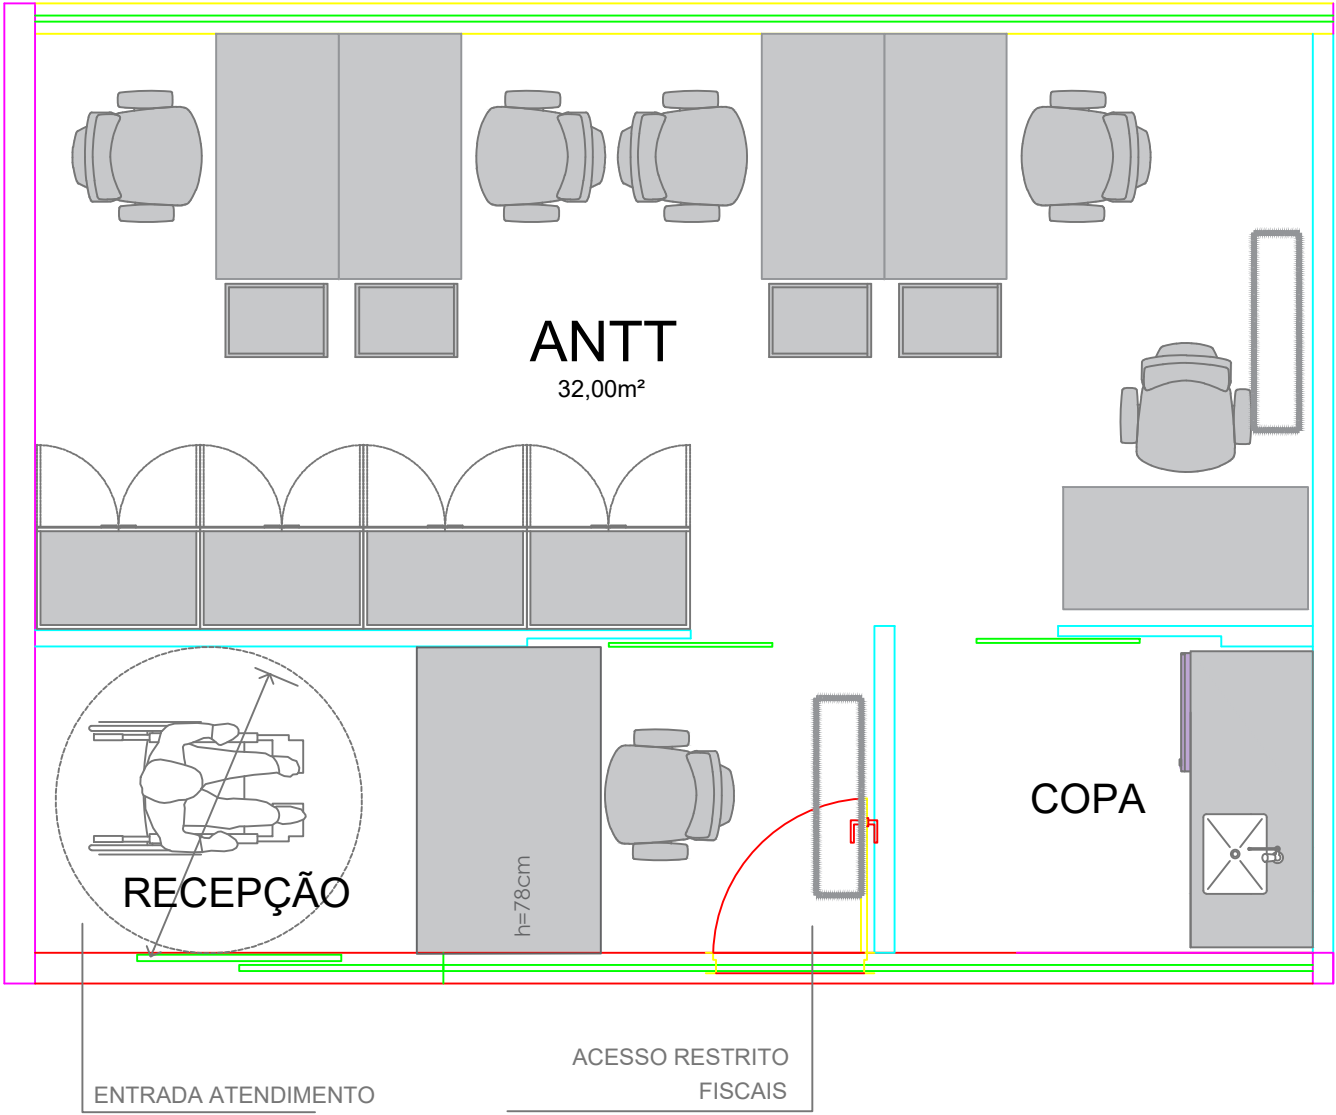 ANTT
32,00m²
COPA
RECEPÇÃO
h=78cm
ACESSO RESTRITO
FISCAIS
ENTRADA ATENDIMENTO